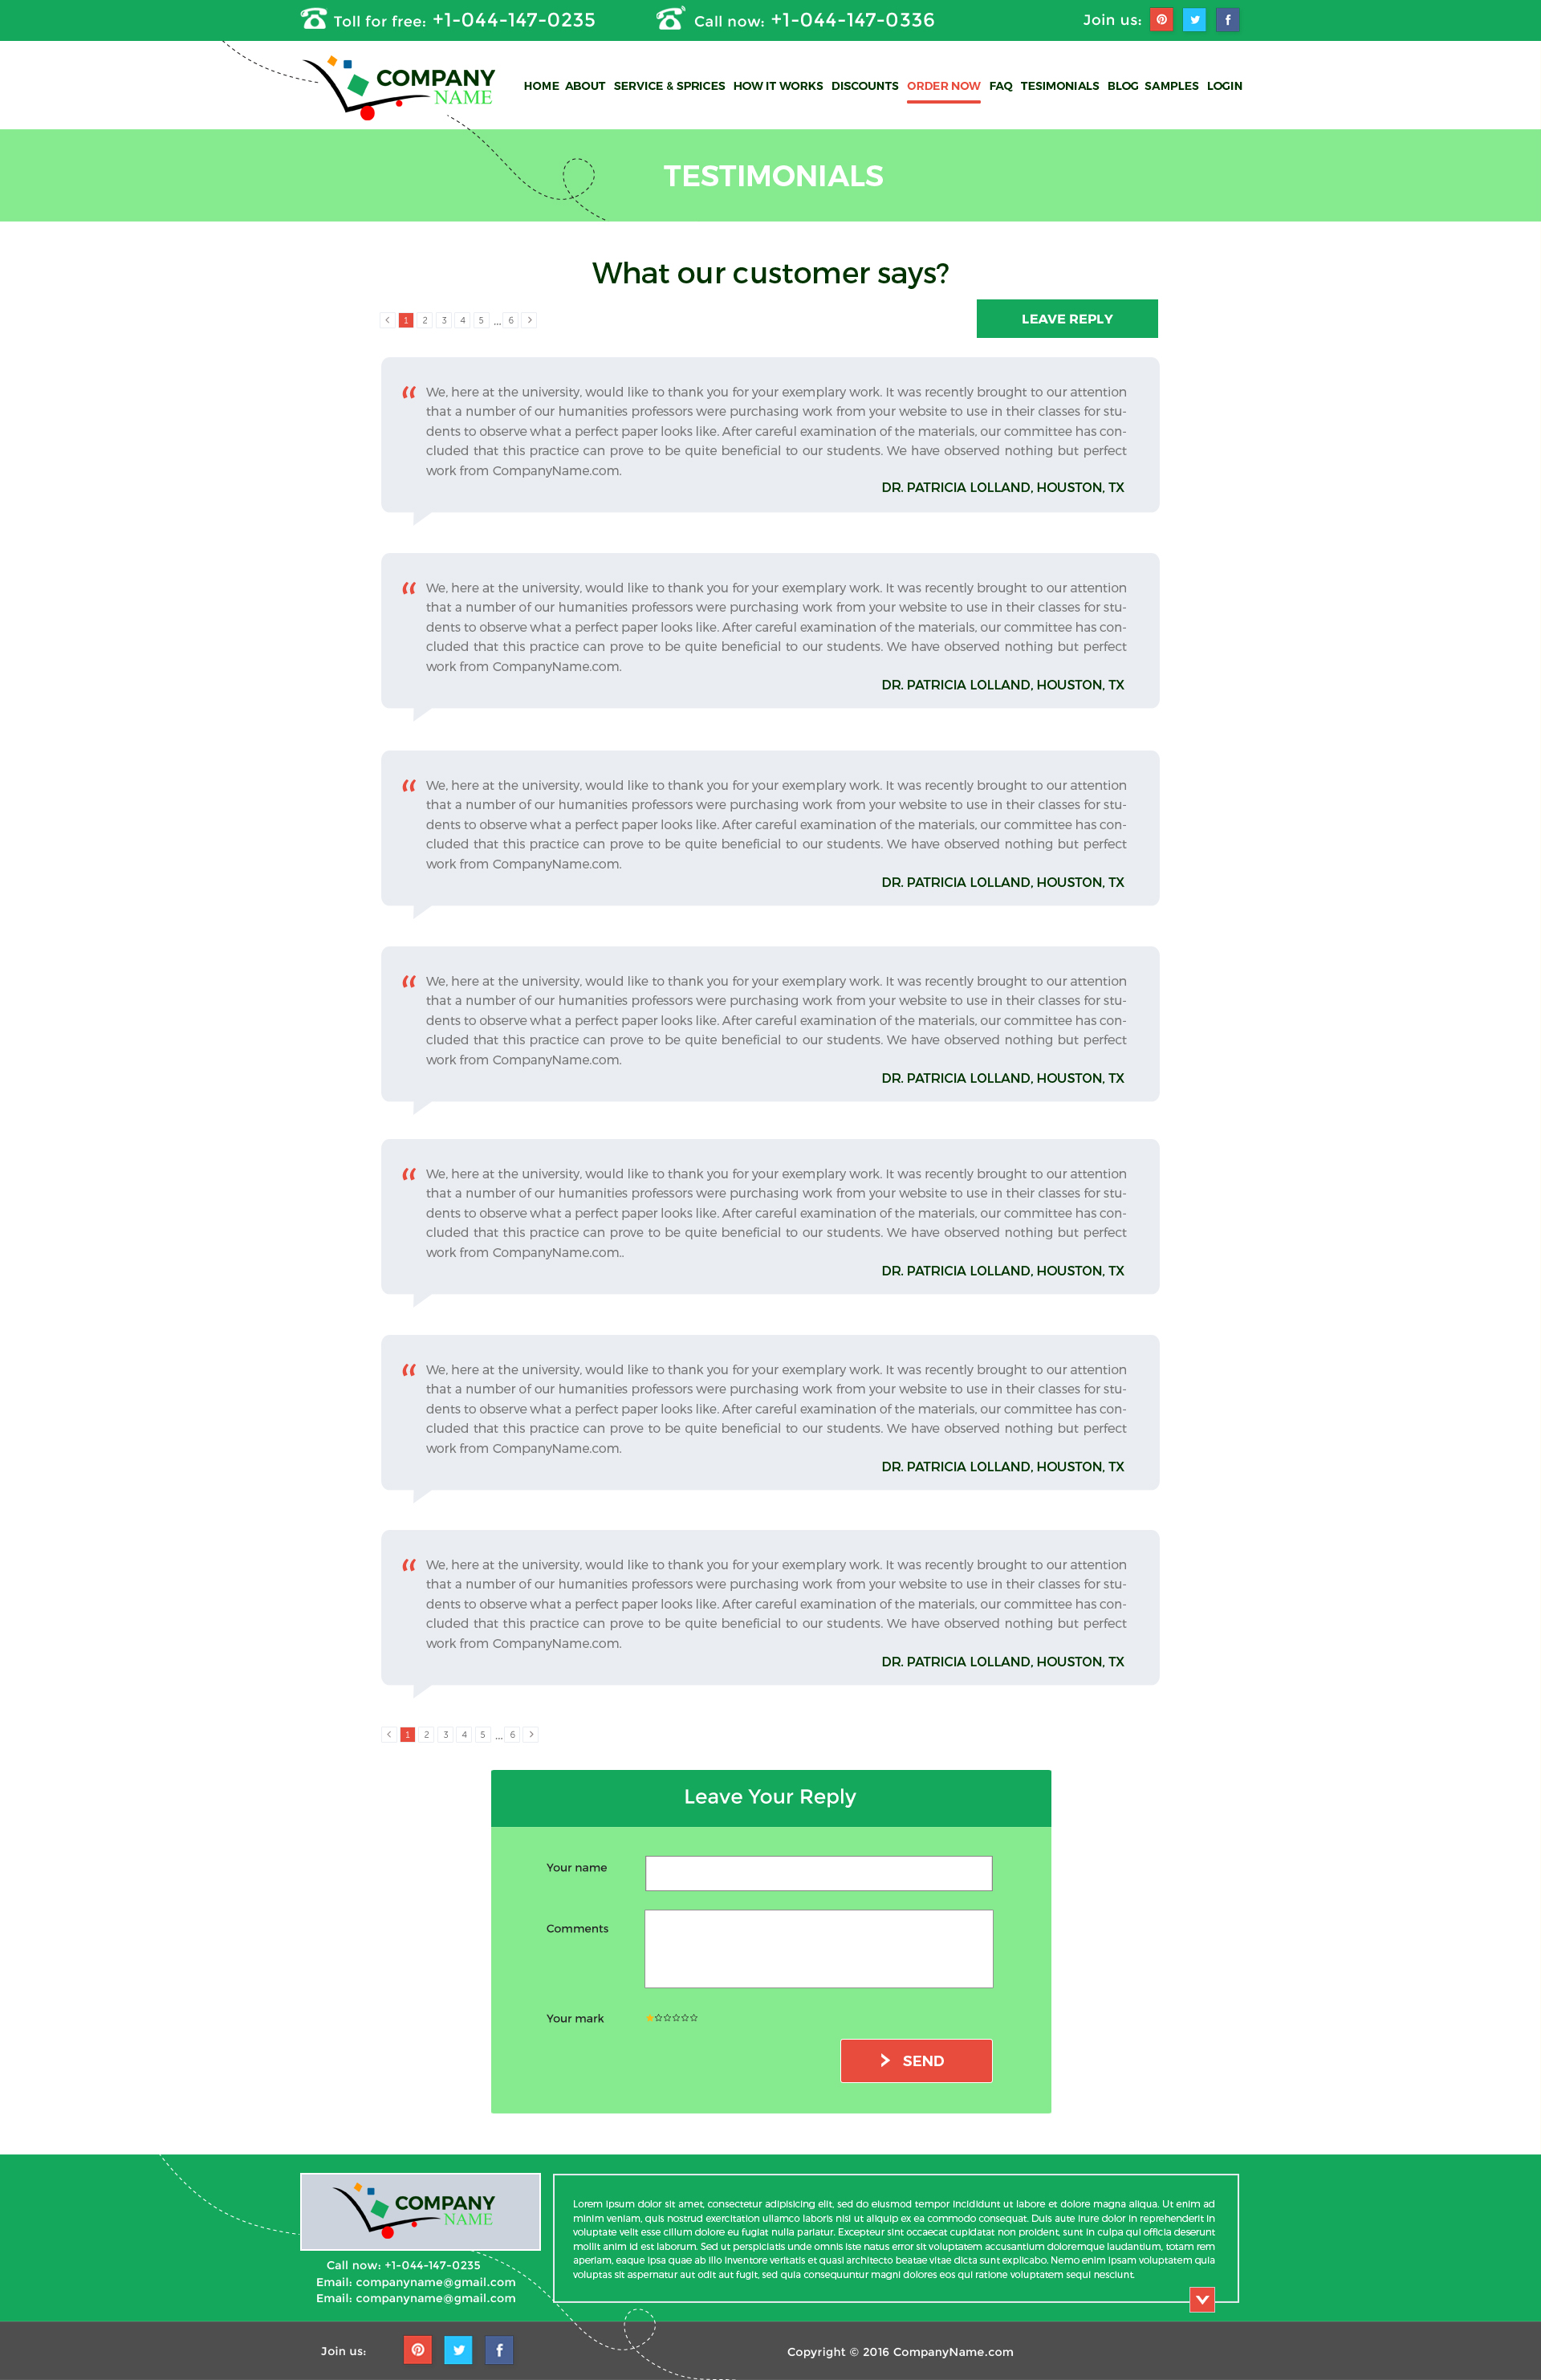 Toll for free: +1-044-147-0235
Call now: +1-044-147-0336
Join us:
COMPANY
NAME
HOME ABOUT SERVICE & SPRICES HOW IT WORKS DISCOUNTS ORDER NOW FAQ TESIMONIALS BLOG SAMPLES LOGIN
TESTIMONIALS
What our customer says?
1 2 3 4 5 ... 6
LEAVE REPLY
“ We, here at the university, would like to thank you for your exemplary work. It was recently brought to our attention
that a number of our humanities professors were purchasing work from your website to use in their classes for stu-
dents to observe what a perfect paper looks like. After careful examination of the materials, our committee has con-
cluded that this practice can prove to be quite beneficial to our students. We have observed nothing but perfect
work from CompanyName.com.
DR. PATRICIA LOLLAND, HOUSTON, TX
“ We, here at the university, would like to thank you for your exemplary work. It was recently brought to our attention
that a number of our humanities professors were purchasing work from your website to use in their classes for stu-
dents to observe what a perfect paper looks like. After careful examination of the materials, our committee has con-
cluded that this practice can prove to be quite beneficial to our students. We have observed nothing but perfect
work from CompanyName.com.
DR. PATRICIA LOLLAND, HOUSTON, TX
“ We, here at the university, would like to thank you for your exemplary work. It was recently brought to our attention
that a number of our humanities professors were purchasing work from your website to use in their classes for stu-
dents to observe what a perfect paper looks like. After careful examination of the materials, our committee has con-
cluded that this practice can prove to be quite beneficial to our students. We have observed nothing but perfect
work from CompanyName.com.
DR. PATRICIA LOLLAND, HOUSTON, TX
“ We, here at the university, would like to thank you for your exemplary work. It was recently brought to our attention
that a number of our humanities professors were purchasing work from your website to use in their classes for stu-
dents to observe what a perfect paper looks like. After careful examination of the materials, our committee has con-
cluded that this practice can prove to be quite beneficial to our students. We have observed nothing but perfect
work from CompanyName.com.
DR. PATRICIA LOLLAND, HOUSTON, TX
“ We, here at the university, would like to thank you for your exemplary work. It was recently brought to our attention
that a number of our humanities professors were purchasing work from your website to use in their classes for stu-
dents to observe what a perfect paper looks like. After careful examination of the materials, our committee has con-
cluded that this practice can prove to be quite beneficial to our students. We have observed nothing but perfect
work from CompanyName.com..
DR. PATRICIA LOLLAND, HOUSTON, TX
“ We, here at the university, would like to thank you for your exemplary work. It was recently brought to our attention
that a number of our humanities professors were purchasing work from your website to use in their classes for stu-
dents to observe what a perfect paper looks like. After careful examination of the materials, our committee has con-
cluded that this practice can prove to be quite beneficial to our students. We have observed nothing but perfect
work from CompanyName.com.
DR. PATRICIA LOLLAND, HOUSTON, TX
“ We, here at the university, would like to thank you for your exemplary work. It was recently brought to our attention
that a number of our humanities professors were purchasing work from your website to use in their classes for stu-
dents to observe what a perfect paper looks like. After careful examination of the materials, our committee has con-
cluded that this practice can prove to be quite beneficial to our students. We have observed nothing but perfect
work from CompanyName.com.
DR. PATRICIA LOLLAND, HOUSTON, TX
1 2 3 4 5 ... 6
Leave Your Reply
Your name
Comments
Your mark
SEND
COMPANY
NAME
Call now: +1-044-147-0235
Email: companyname@gmail.com
Email: companyname@gmail.com
Lorem ipsum dolor sit amet, consectetur adipisicing elit, sed do eiusmod tempor incididunt ut labore et dolore magna aliqua. Ut enim ad
minim veniam, quis nostrud exercitation ullamco laboris nisi ut aliquip ex ea commodo consequat. Duis aute irure dolor in reprehenderit in
voluptate velit esse cillum dolore eu fugiat nulla pariatur. Excepteur sint occaecat cupidatat non proident, sunt in culpa qui officia deserunt
mollit anim id est laborum. Sed ut perspiciatis unde omnis iste natus error sit voluptatem accusantium doloremque laudantium, totam rem
aperiam, eaque ipsa quae ab illo inventore veritatis et quasi architecto beatae vitae dicta sunt explicabo. Nemo enim ipsam voluptatem quia
voluptas sit aspernatur aut odit aut fugit, sed quia consequuntur magni dolores eos qui ratione voluptatem sequi nesciunt.
Join us:
Copyright © 2016 CompanyName.com